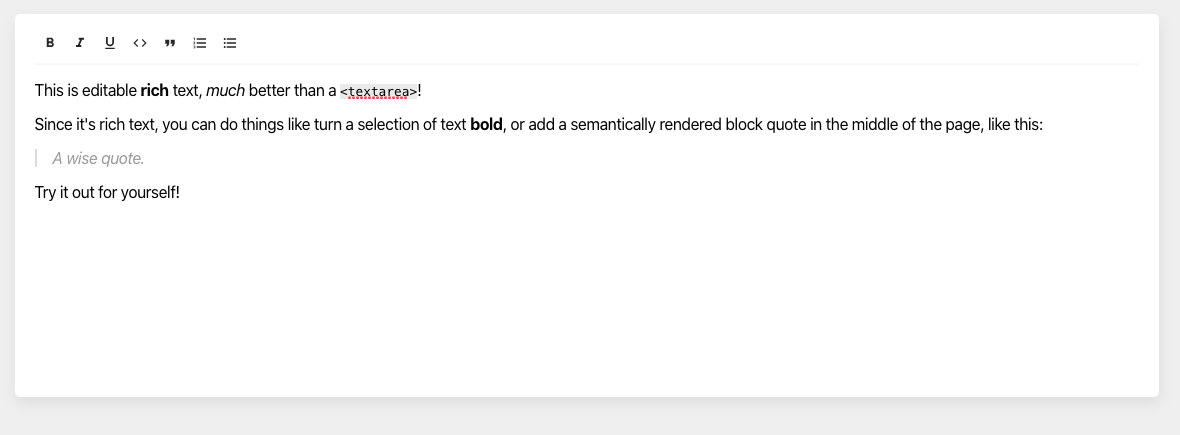 B I U
This is editable rich text, much better than a <textarea>!
Since it's rich text, you can do things like turn a selection of text bold, or add a semantically rendered block quote in the middle of the page, like this:
A wise quote.
Try it out for yourself!